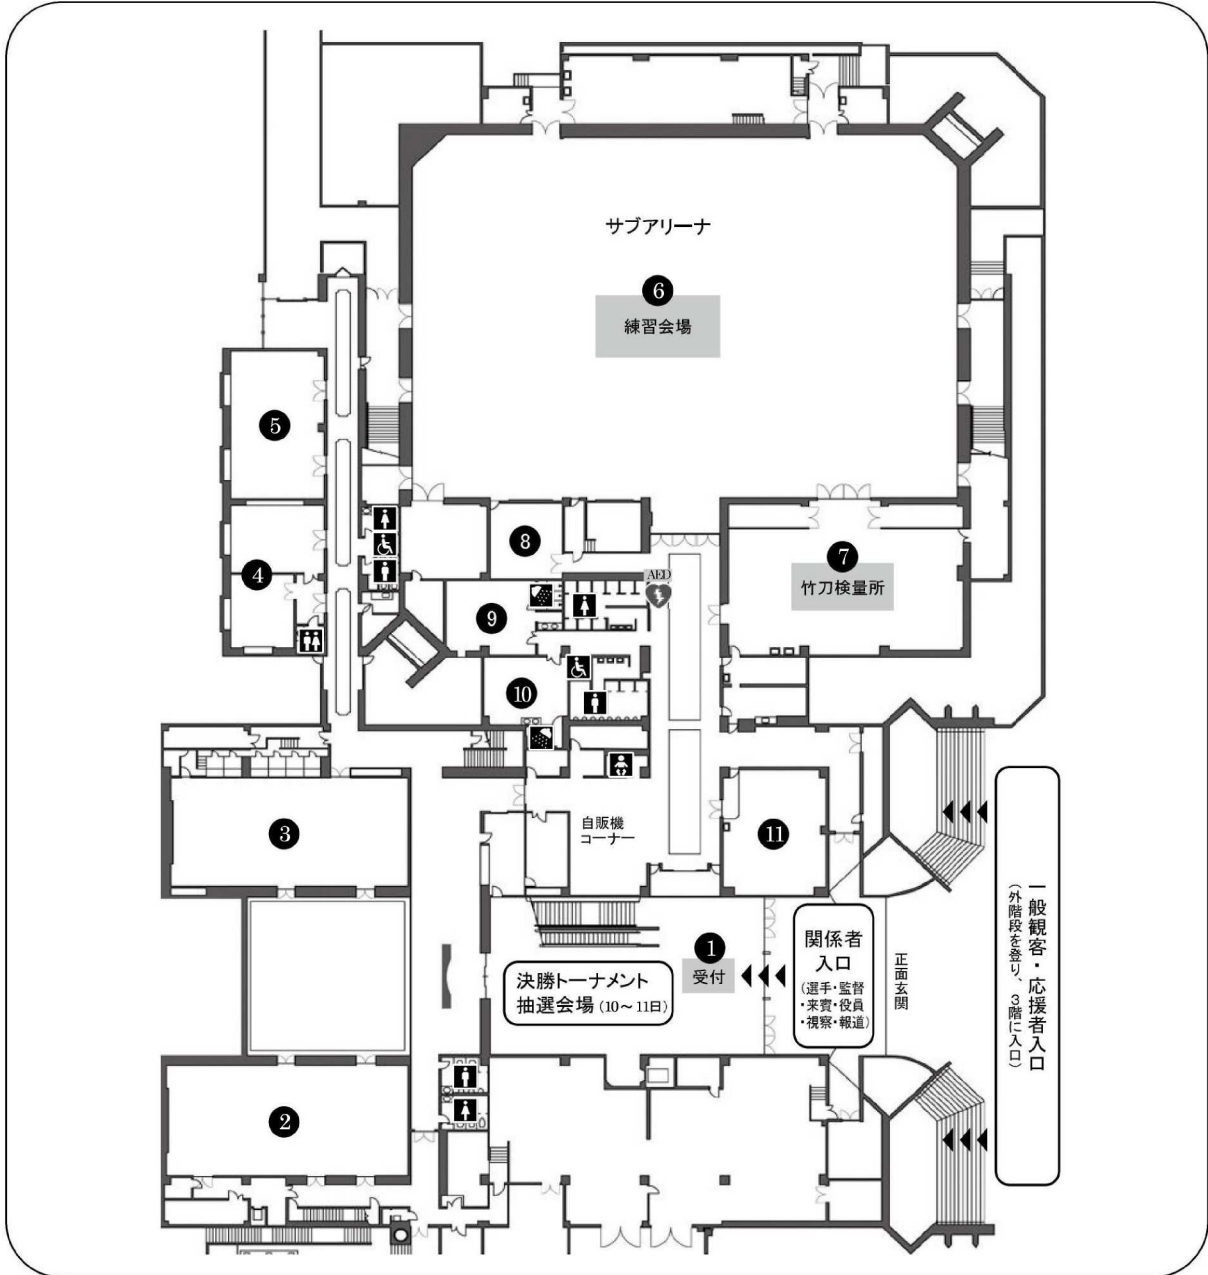 サブアリーナ
6
練習会場
5
8
7
竹刀検量所
4
AED
9
10
3
自販機
コーナー
11
1
受付
決勝トーナメント
抽選会場(10~11日)
関係者
入口
(選手・監督
・来賓・役員
・視察・報道)
正面玄関
一般観客・応援者入口
(外階段を登り、3階に入口)
2